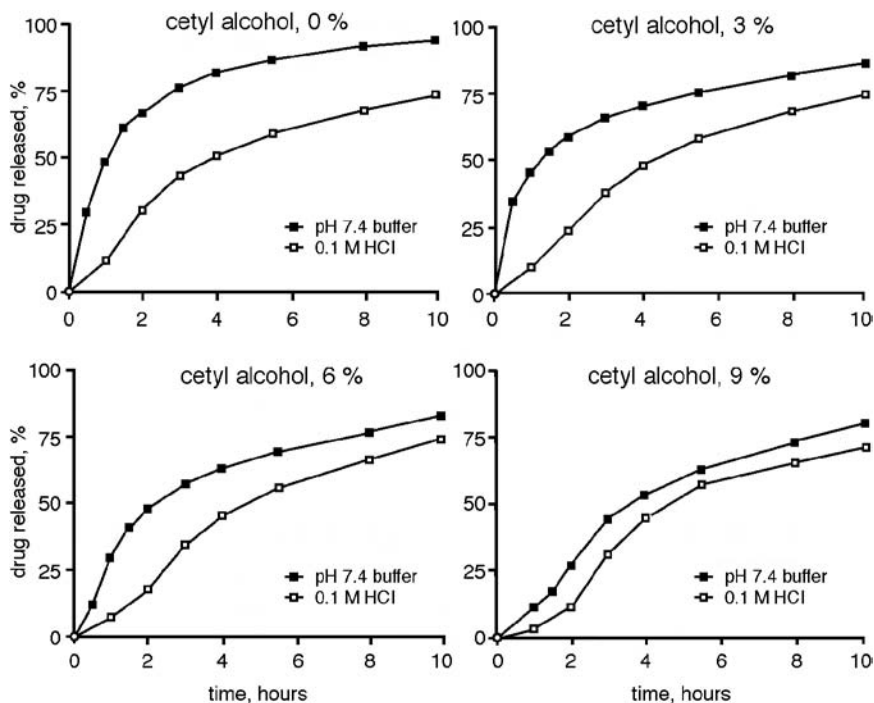 cetyl alcohol, 0 %
100
75
50
25
0
drug released, %
pH 7.4 buffer
0.1 M HCl
0 2 4 6 8 10
cetyl alcohol, 3 %
100
75
50
25
0
pH 7.4 buffer
0.1 M HCl
0 2 4 6 8 10
cetyl alcohol, 6 %
100
75
50
25
0
drug released, %
pH 7.4 buffer
0.1 M HCl
0 2 4 6 8 10
time, hours
cetyl alcohol, 9 %
100
75
50
25
0
pH 7.4 buffer
0.1 M HCl
0 2 4 6 8 10
time, hours